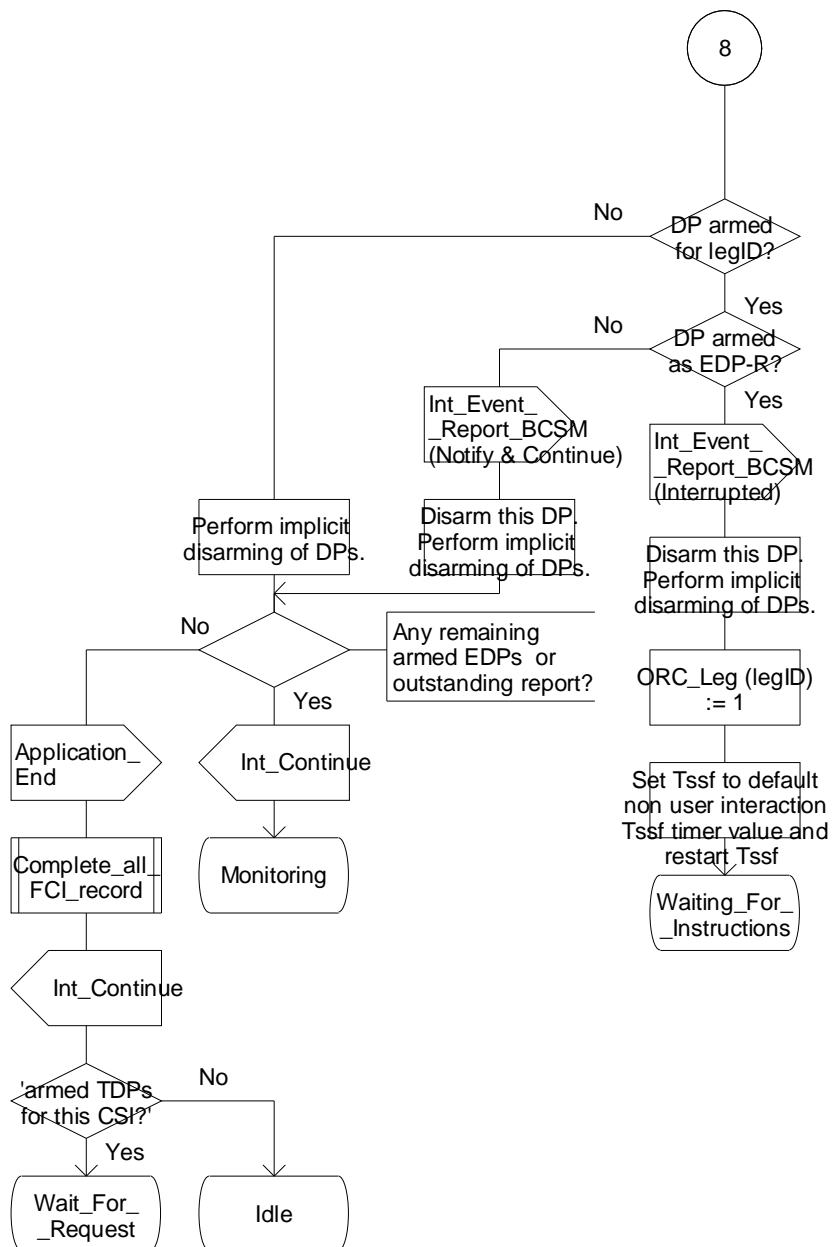 8
No
DP armed
for legID?
Yes
No
DP armed
as EDP-R?
Yes
Int_Event_
_Report_BCSM
(Notify & Continue)
Int_Event_
_Report_BCSM
(Interrupted)
Perform implicit
disarming of DPs.
Disarm this DP.
Perform implicit
disarming of DPs.
Disarm this DP.
Perform implicit
disarming of DPs.
No
Any remaining
armed EDPs or
outstanding report?
Yes
ORC_Leg (legID)
:= 1
Application_
End
Int_Continue
Set Tssf to default
non user interaction
Tssf timer value and
restart Tssf
Complete_all_
FCI_record
Monitoring
Waiting_For_
_Instructions
Int_Continue
'armed TDPs
for this CSI?'
No
Yes
Wait_For_
_Request
Idle